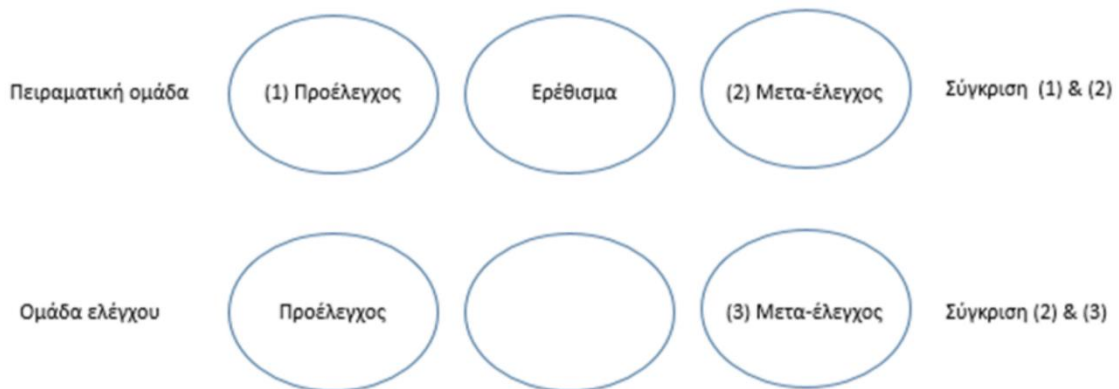 Πειραματική ομάδα
(1) Προέλεγχος
Ερέθισμα
(2) Μετα-έλεγχος
Σύγκριση (1) & (2)
Ομάδα ελέγχου
Προέλεγχος
(3) Μετα-έλεγχος
Σύγκριση (2) & (3)